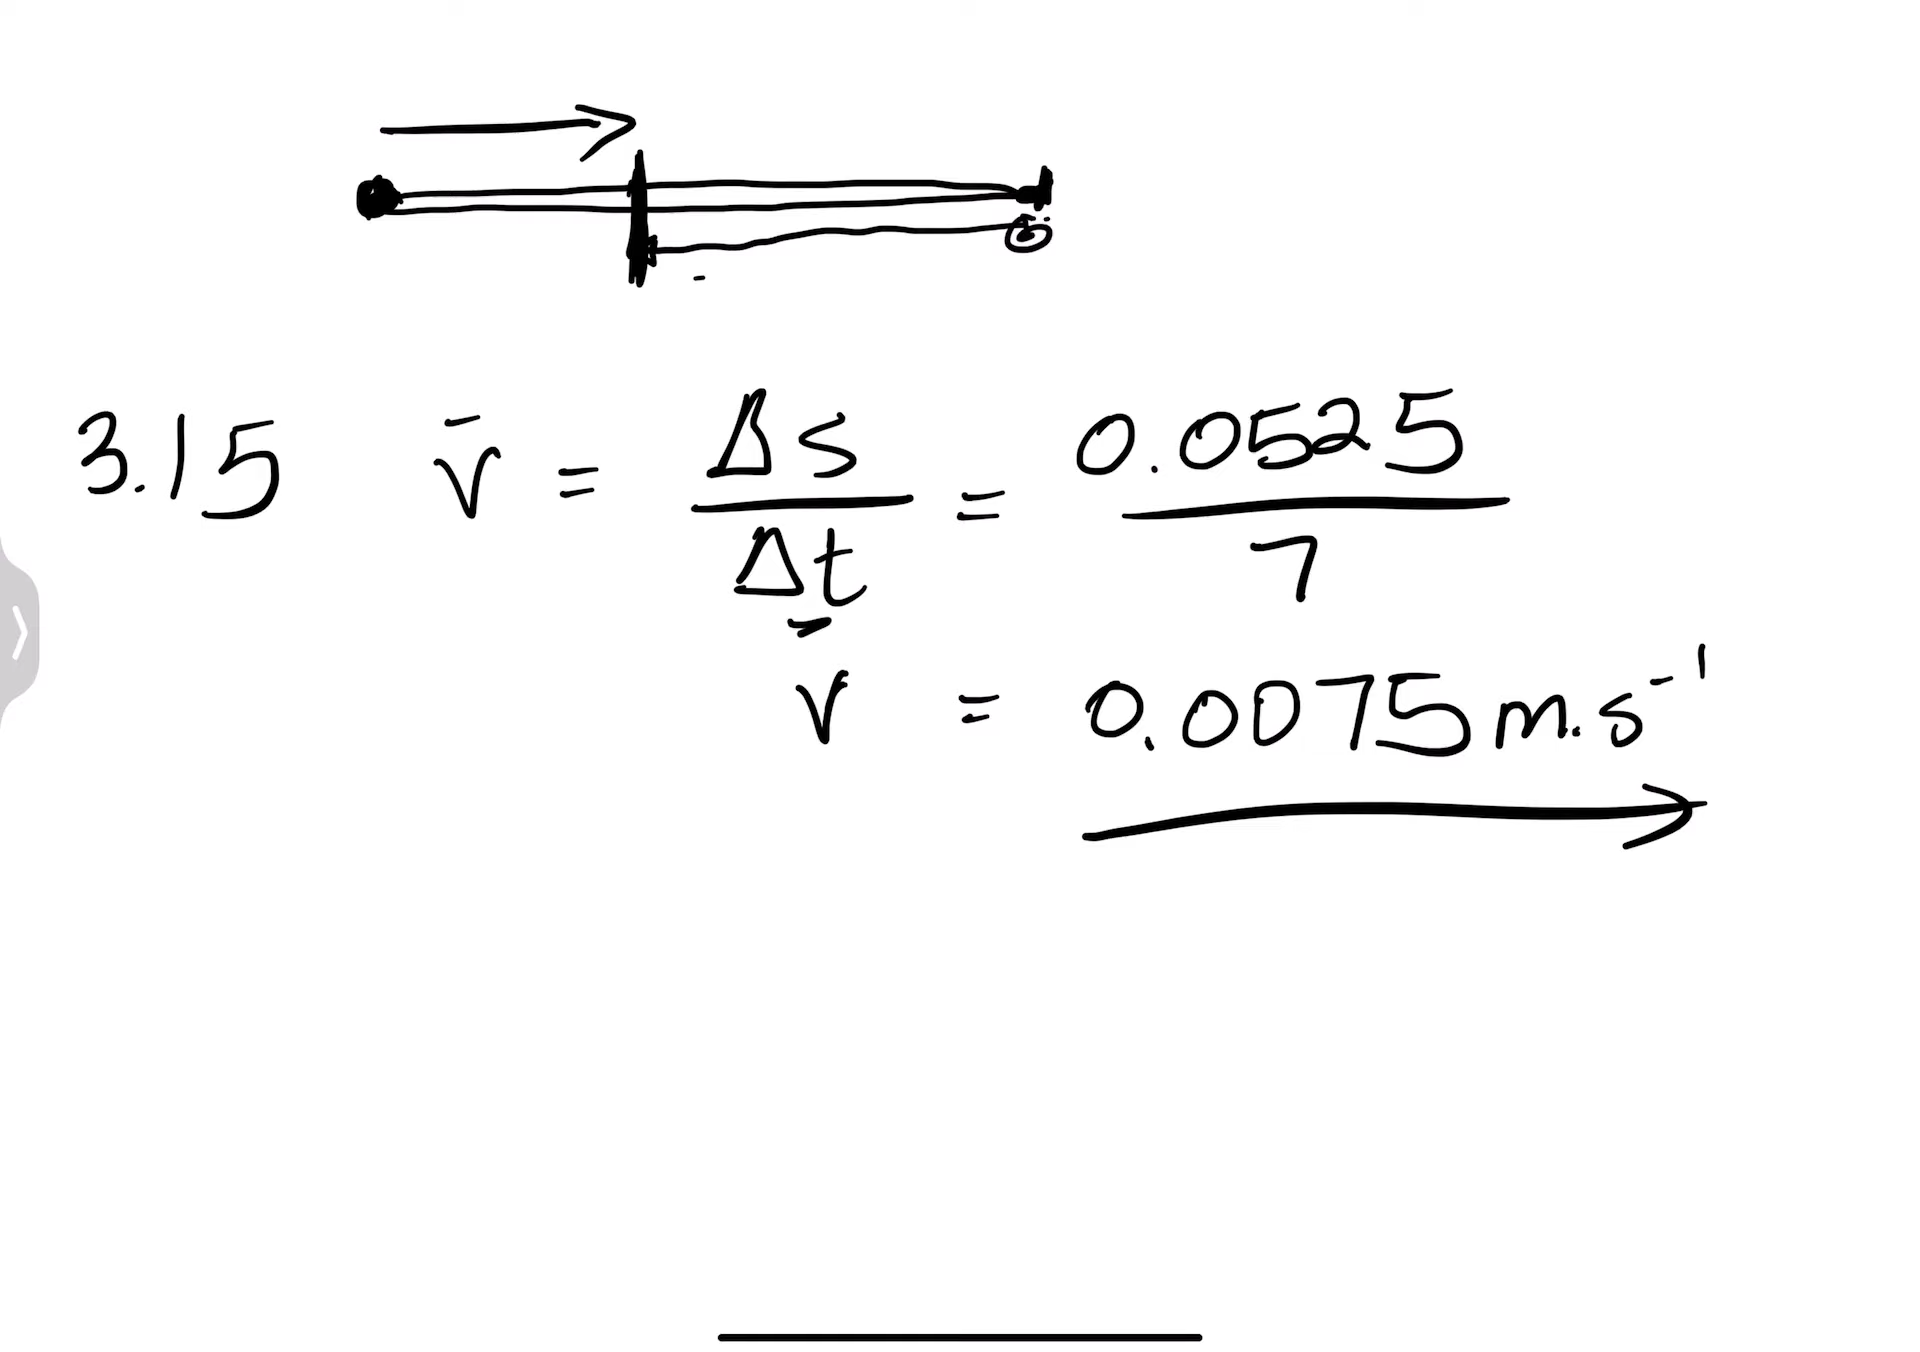 3.15 v̄ = Δs/Δt = 0.0525/7
v = 0.0075 m.s⁻¹